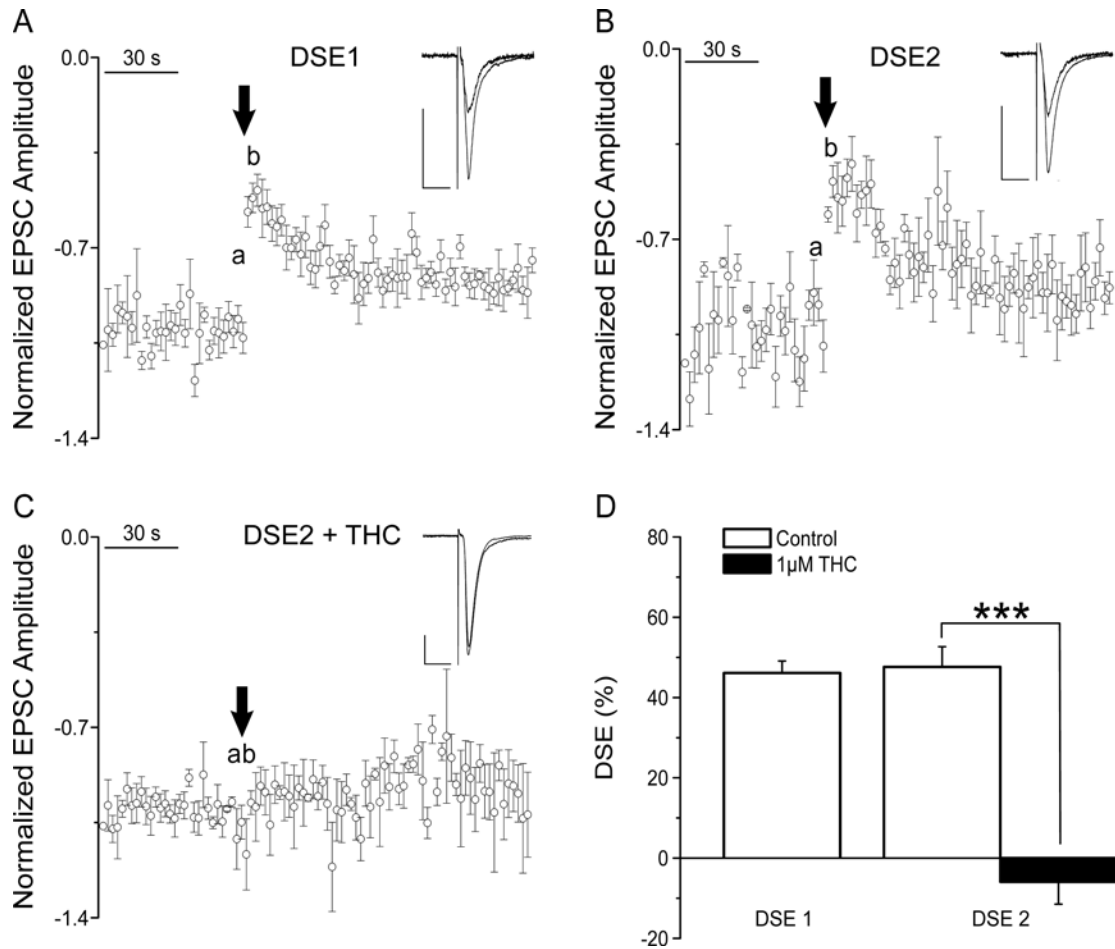 A
0.0
30 s
DSE1
b
a
-0.7
-1.4
Normalized EPSC Amplitude
B
0.0
30 s
DSE2
b
a
-0.7
-1.4
Normalized EPSC Amplitude
C
0.0
30 s
DSE2 + THC
ab
-0.7
-1.4
Normalized EPSC Amplitude
D
80
60
40
20
0
-20
DSE (%)
Control
1µM THC
***
DSE 1
DSE 2